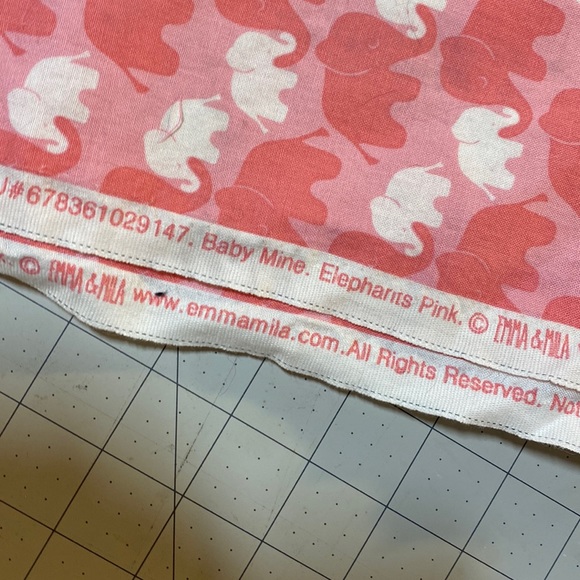 U# 678361029147. Baby Mine. Elephants Pink. © EMMA & MILA
k. © EMMA & MILA www.emmamila.com.All Rights Reserved. Not